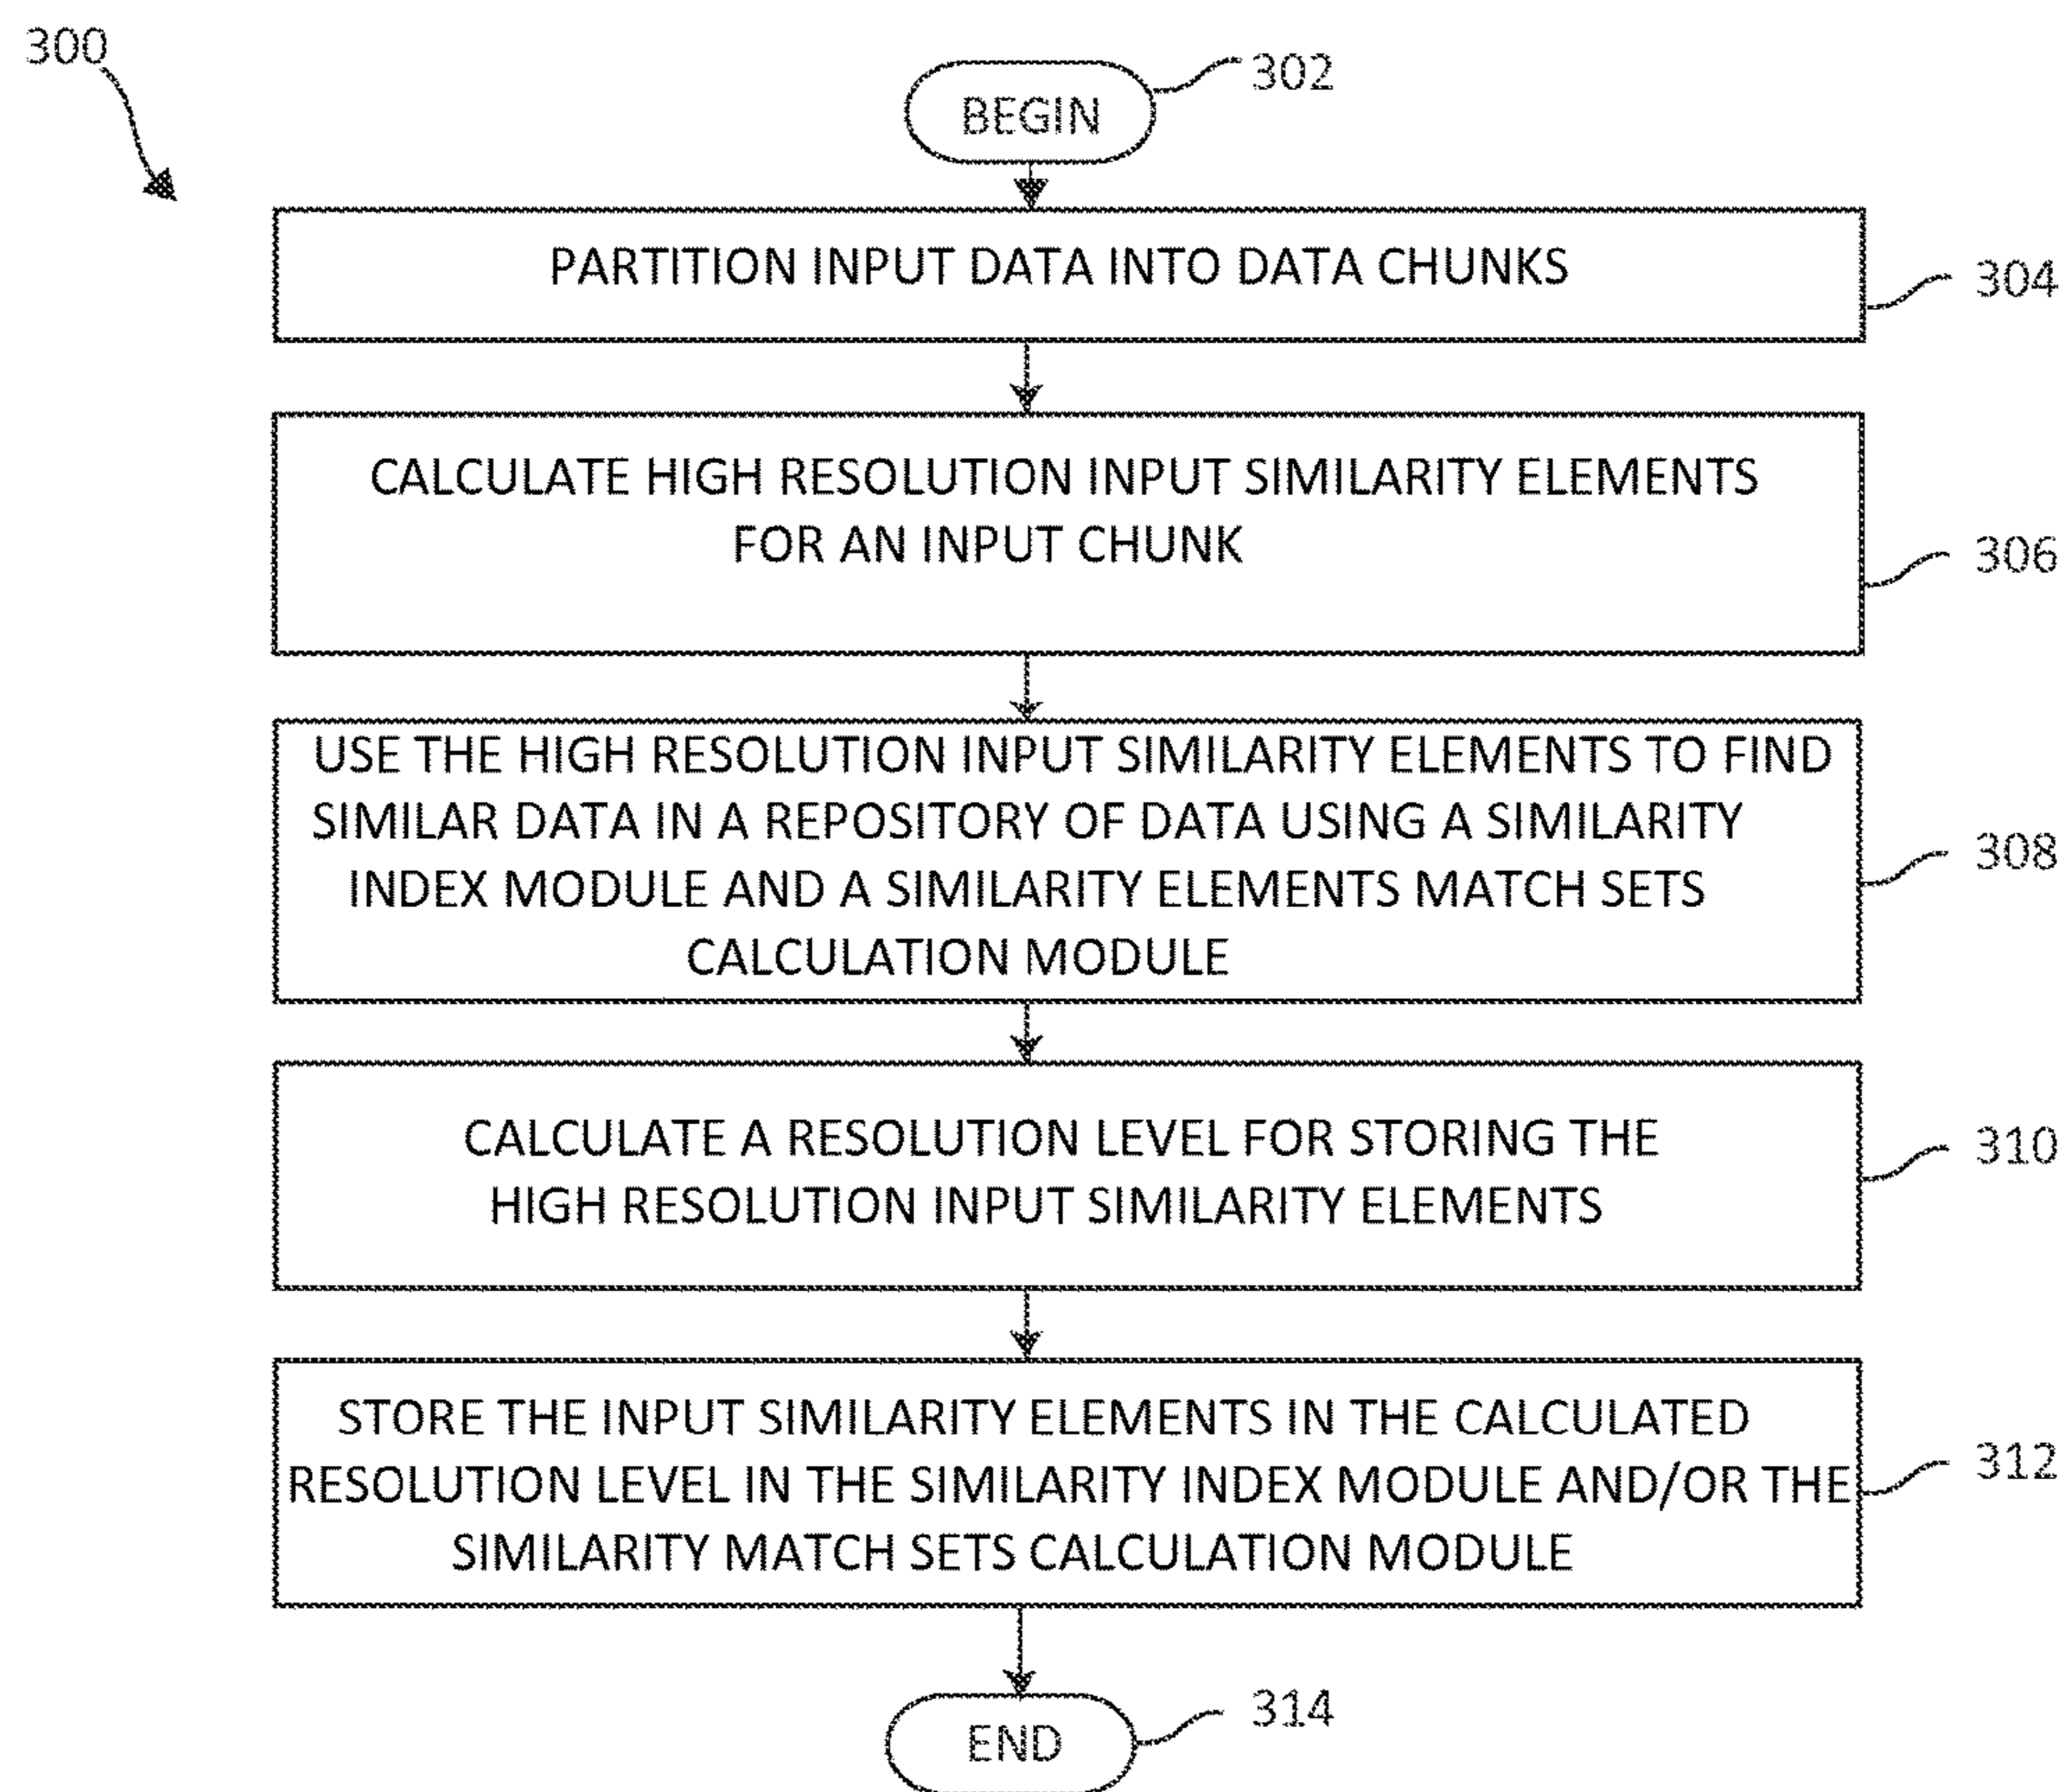 300
BEGIN
302
PARTITION INPUT DATA INTO DATA CHUNKS
304
CALCULATE HIGH RESOLUTION INPUT SIMILARITY ELEMENTS
FOR AN INPUT CHUNK
306
USE THE HIGH RESOLUTION INPUT SIMILARITY ELEMENTS TO FIND
SIMILAR DATA IN A REPOSITORY OF DATA USING A SIMILARITY
INDEX MODULE AND A SIMILARITY ELEMENTS MATCH SETS
CALCULATION MODULE
308
CALCULATE A RESOLUTION LEVEL FOR STORING THE
HIGH RESOLUTION INPUT SIMILARITY ELEMENTS
310
STORE THE INPUT SIMILARITY ELEMENTS IN THE CALCULATED
RESOLUTION LEVEL IN THE SIMILARITY INDEX MODULE AND/OR THE
SIMILARITY MATCH SETS CALCULATION MODULE
312
END
314